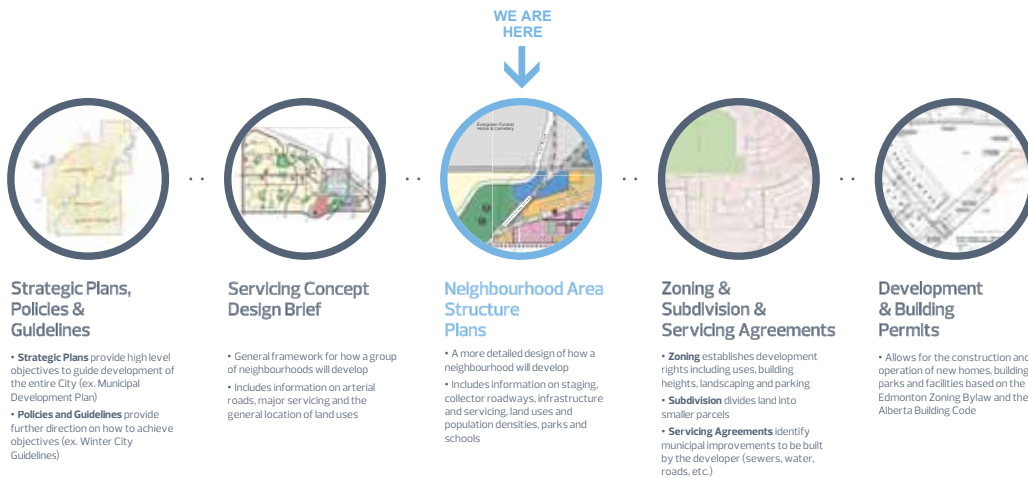 WE ARE
HERE
Evergreen Funeral
Home & Cemetery
Strategic Plans,
Policies &
Guidelines
• Strategic Plans provide high level
objectives to guide development of
the entire City (ex. Municipal
Development Plan)
• Policies and Guidelines provide
further direction on how to achieve
objectives (ex. Winter City
Guidelines)
Servicing Concept
Design Brief
• General framework for how a group
of neighbourhoods will develop
• Includes information on arterial
roads, major servicing and the
general location of land uses
Neighbourhood Area
Structure
Plans
• A more detailed design of how a
neighbourhood will develop
• Includes information on staging,
collector roadways, infrastructure
and servicing, land uses and
population densities, parks and
schools
Zoning &
Subdivision &
Servicing Agreements
• Zoning establishes development
rights including uses, building
heights, landscaping and parking
• Subdivision divides land into
smaller parcels
• Servicing Agreements identify
municipal improvements to be built
by the developer (sewers, water,
roads, etc.)
Development
& Building
Permits
• Allows for the construction and
operation of new homes, building
parks and facilities based on the
Edmonton Zoning Bylaw and the
Alberta Building Code